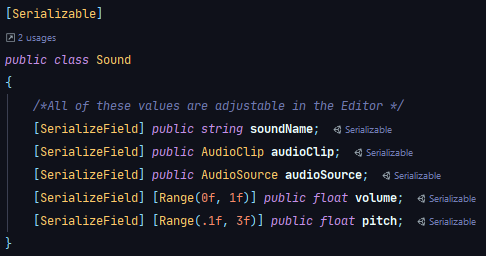 [Serializable]
2 usages
public class Sound
{
/*All of these values are adjustable in the Editor */
[SerializeField] public string soundName; Serializable
[SerializeField] public AudioClip audioClip; Serializable
[SerializeField] public AudioSource audioSource; Serializable
[SerializeField] [Range(0f, 1f)] public float volume; Serializable
[SerializeField] [Range(.1f, 3f)] public float pitch; Serializable
}